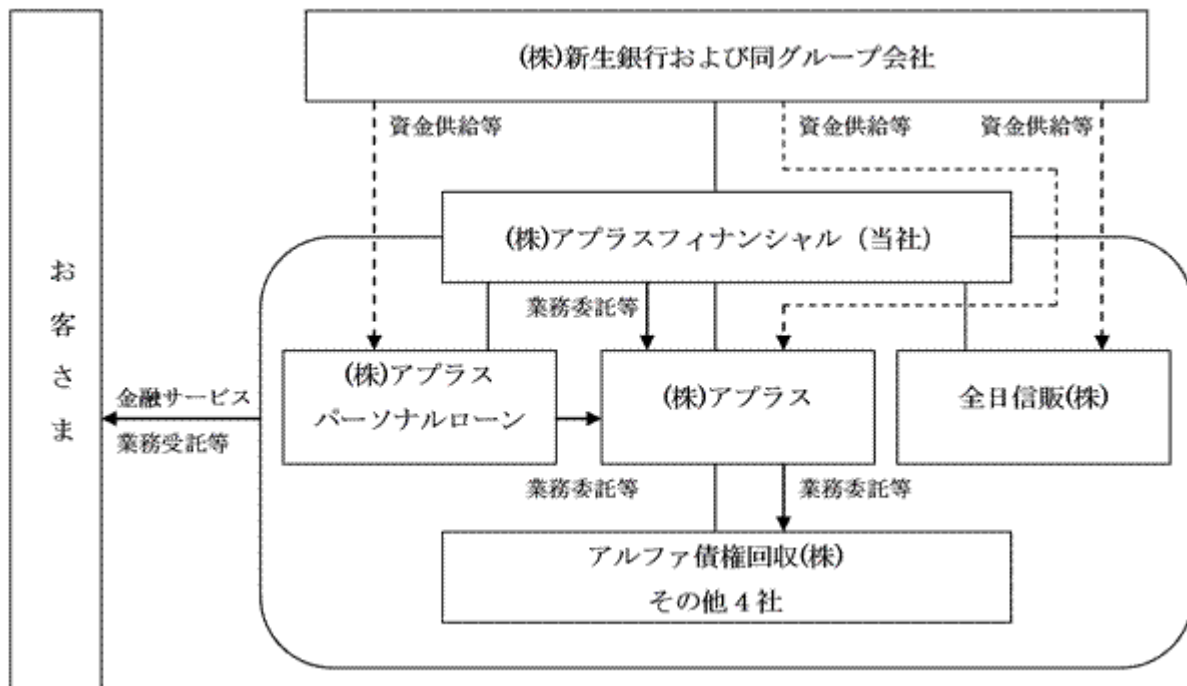 (株)新生銀行および同グループ会社
資金供給等
資金供給等
資金供給等
(株)アプラスフィナンシャル（当社）
お客さま
業務委託等
(株)アプラス
パーソナルローン
(株)アプラス
全日信販(株)
金融サービス
業務受託等
業務委託等
業務委託等
アルファ債権回収(株)
その他４社